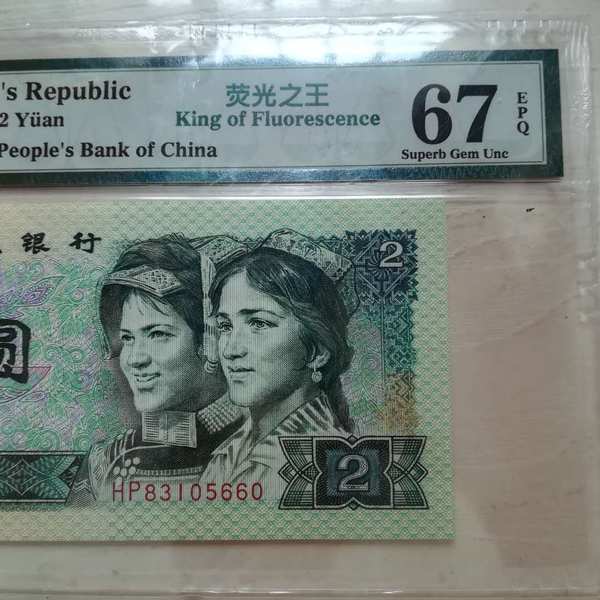 's Republic
2 Yüan
People's Bank of China
荧光之王
King of Fluorescence
67
EPQ
Superb Gem Unc
银行
2
圆
HP83105660
2